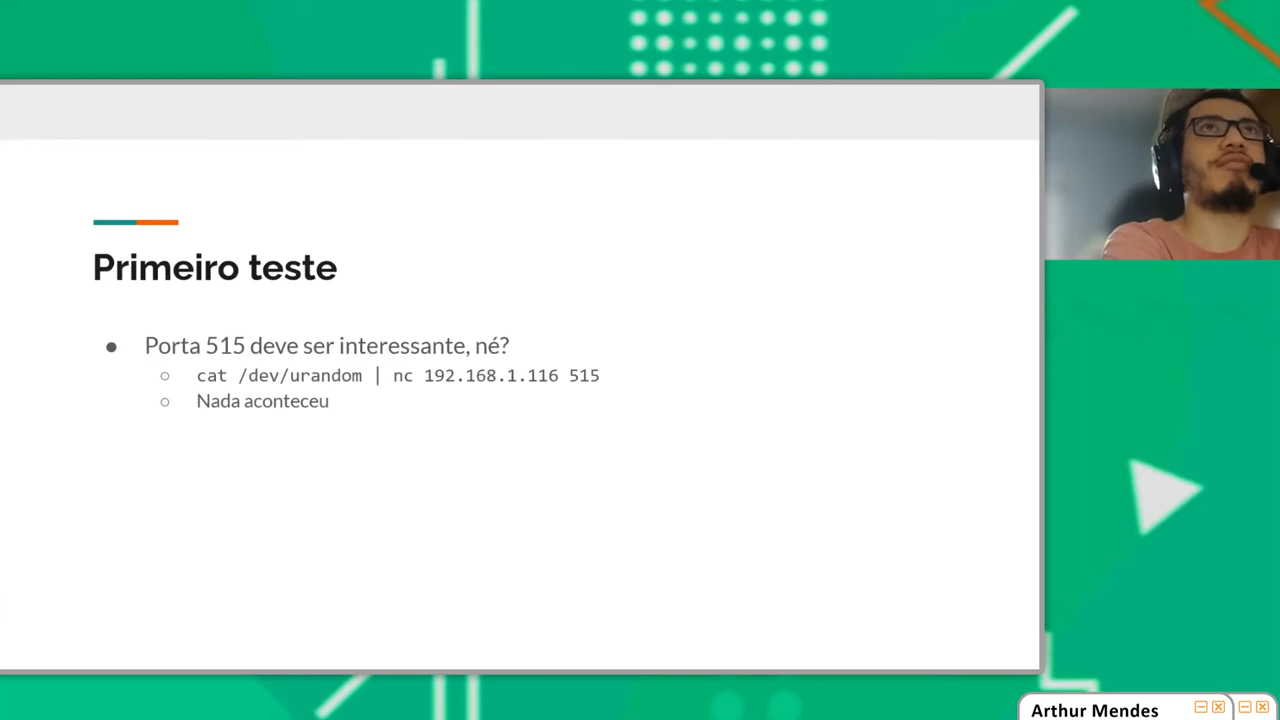 Primeiro teste
● Porta 515 deve ser interessante, né?
○ cat /dev/urandom | nc 192.168.1.116 515
○ Nada aconteceu
Arthur Mendes